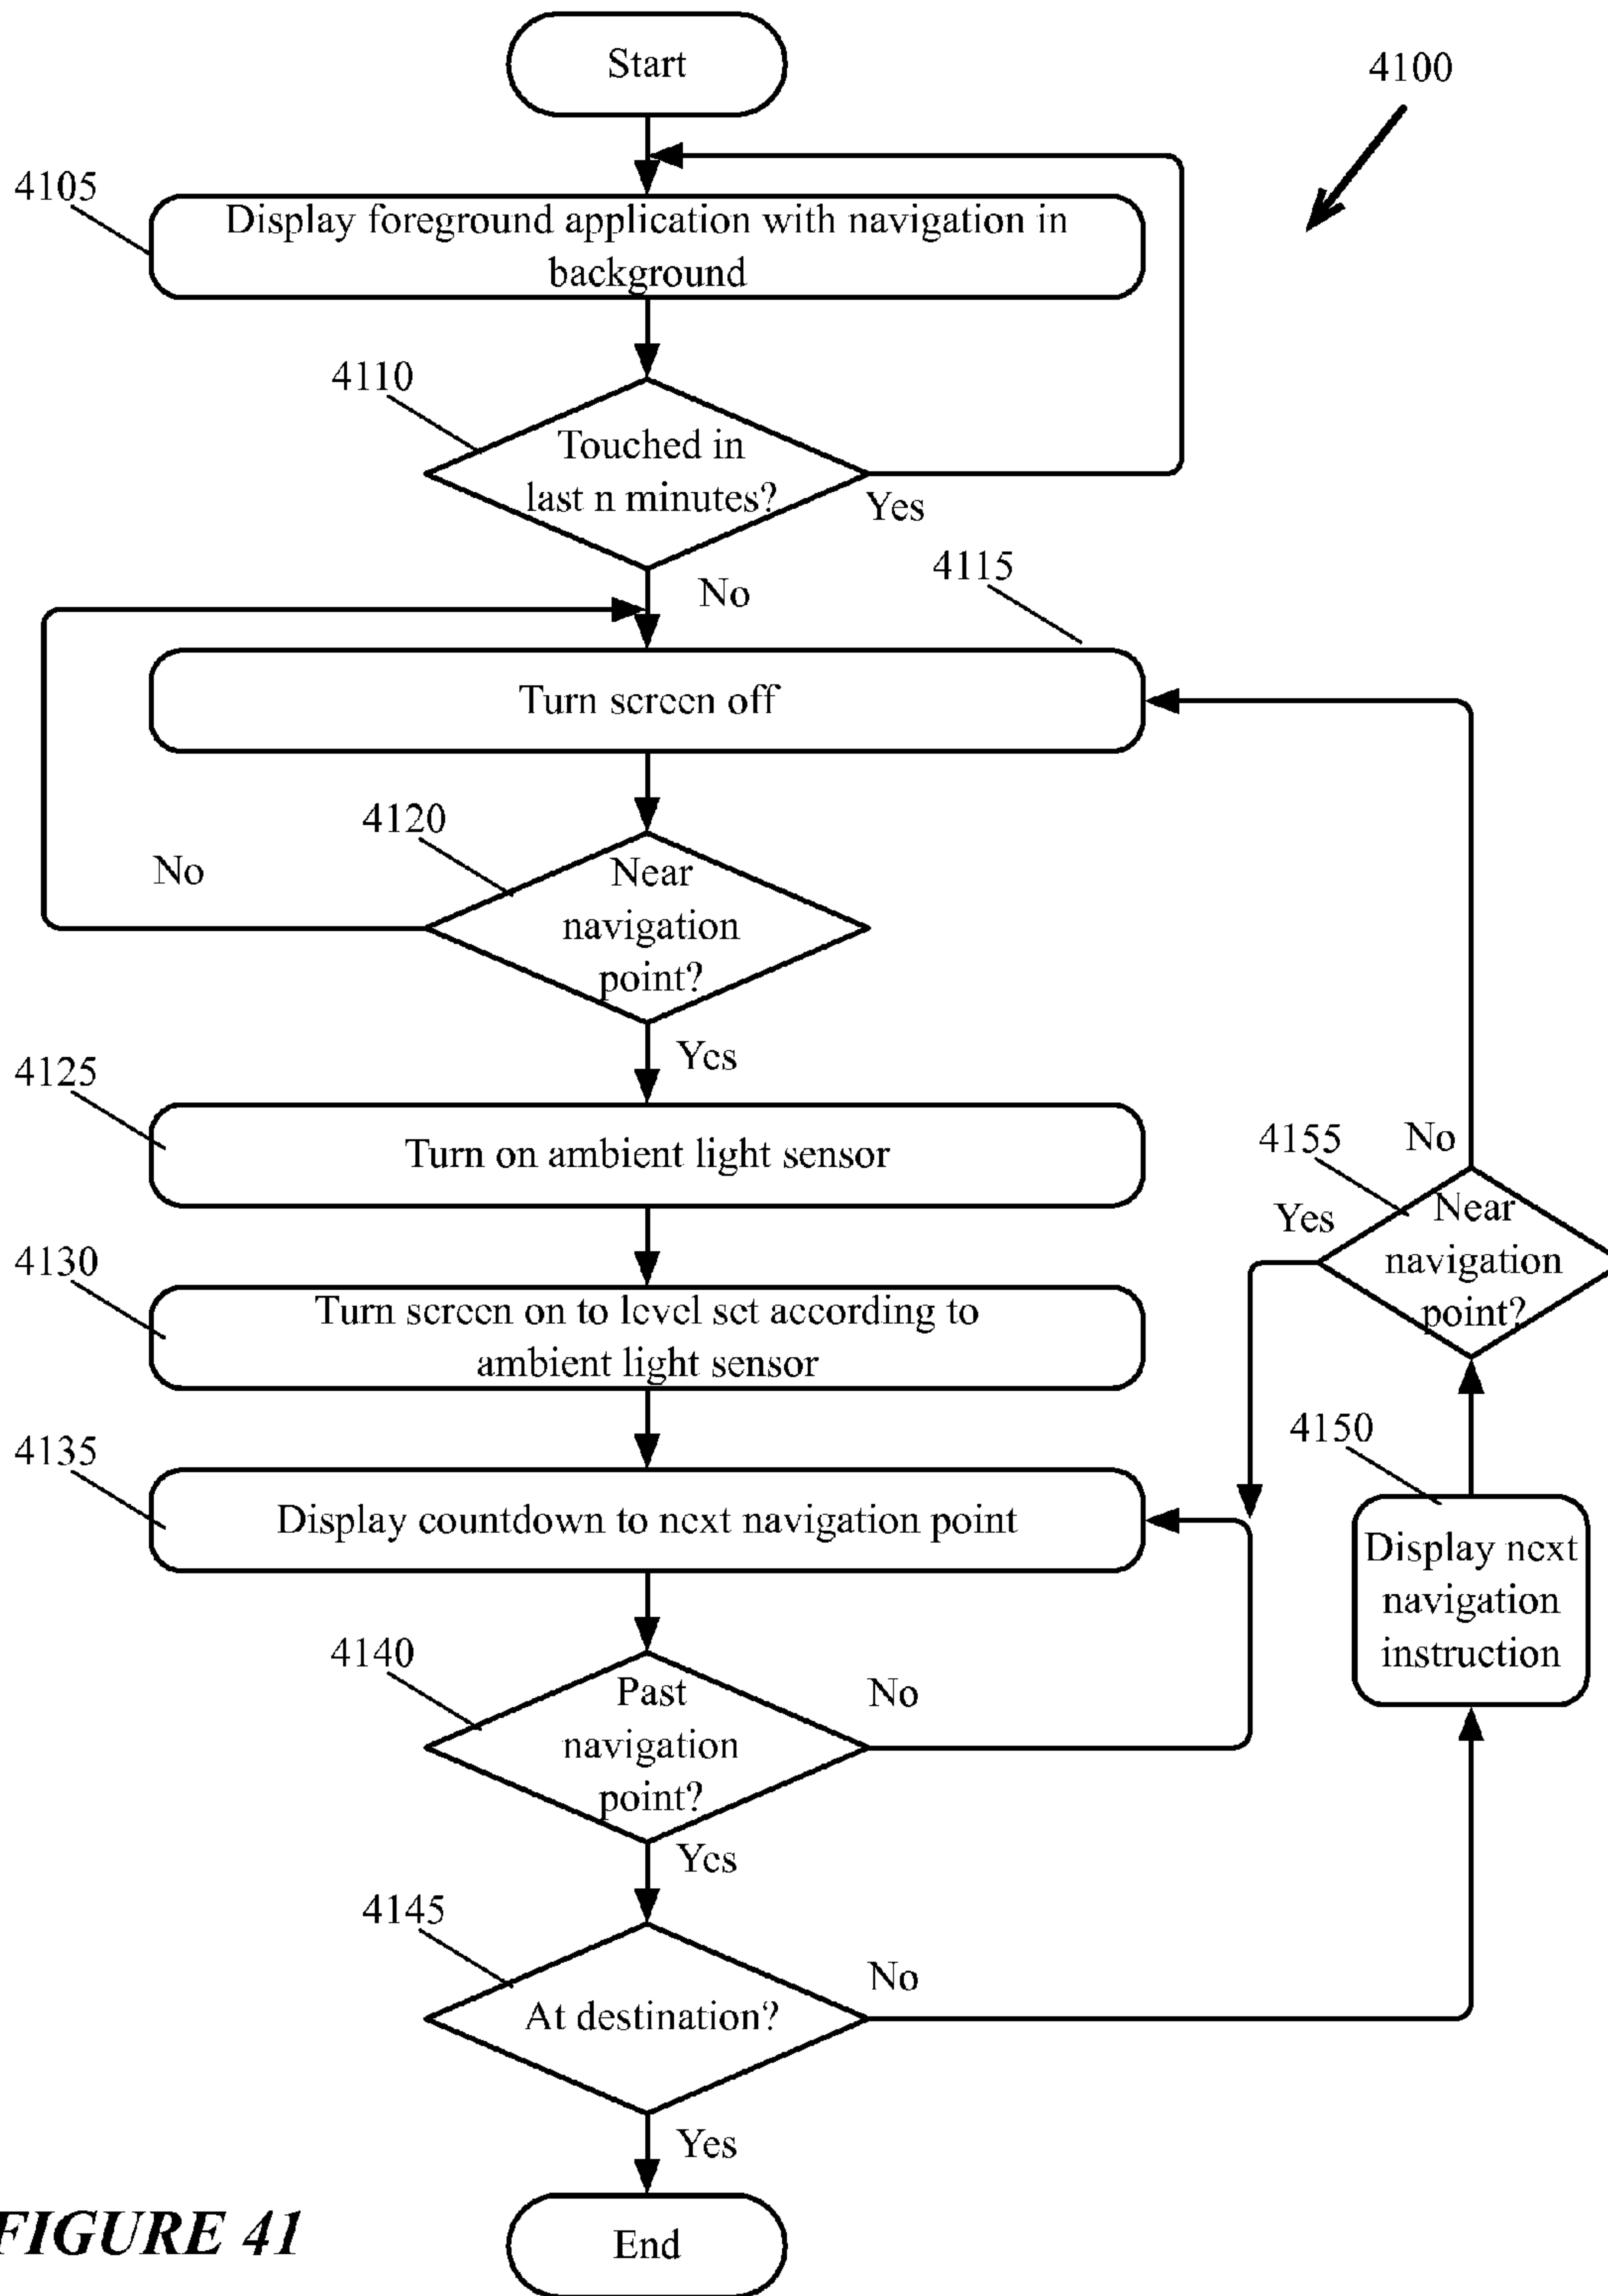 Start
4100
4105
Display foreground application with navigation in
background
4110
Touched in
last n minutes?
Yes
No
4115
Turn screen off
4120
No
Near
navigation
point?
Yes
4125
Turn on ambient light sensor
4155
No
Yes
Near
navigation
point?
4130
Turn screen on to level set according to
ambient light sensor
4135
Display countdown to next navigation point
4150
Display next
navigation
instruction
4140
Past
navigation
point?
No
Yes
4145
At destination?
No
Yes
End
FIGURE 41